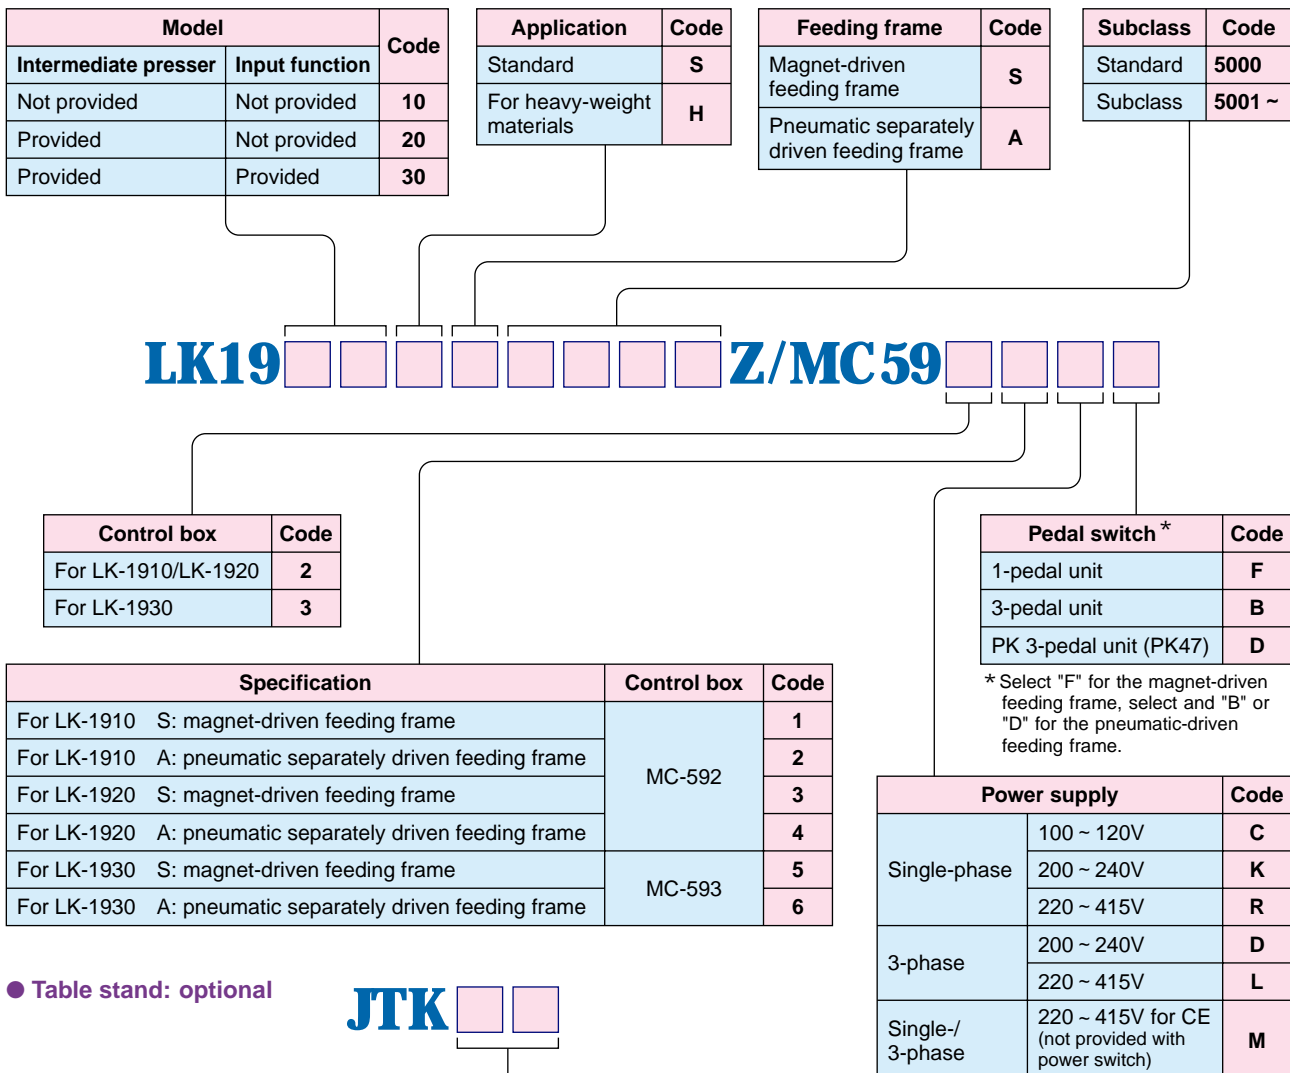 Model Code
Intermediate presser Input function
Not provided Not provided 10
Provided Not provided 20
Provided Provided 30
Application Code
Standard S
For heavy-weight
materials H
Feeding frame Code
Magnet-driven
feeding frame S
Pneumatic separately
driven feeding frame A
Subclass Code
Standard 5000
Subclass 5001 ~
LK19 Z/MC59
Control box Code
For LK-1910/LK-1920 2
For LK-1930 3
Pedal switch * Code
1-pedal unit F
3-pedal unit B
PK 3-pedal unit (PK47) D
* Select "F" for the magnet-driven
feeding frame, select and "B" or
"D" for the pneumatic-driven
feeding frame.
Specification Control box Code
For LK-1910 S: magnet-driven feeding frame MC-592 1
For LK-1910 A: pneumatic separately driven feeding frame 2
For LK-1920 S: magnet-driven feeding frame 3
For LK-1920 A: pneumatic separately driven feeding frame 4
For LK-1930 S: magnet-driven feeding frame MC-593 5
For LK-1930 A: pneumatic separately driven feeding frame 6
Power supply Code
Single-phase 100 ~ 120V C
200 ~ 240V K
220 ~ 415V R
3-phase 200 ~ 240V D
220 ~ 415V L
Single-/
3-phase 220 ~ 415V for CE
(not provided with
power switch) M
● Table stand: optional
JTK